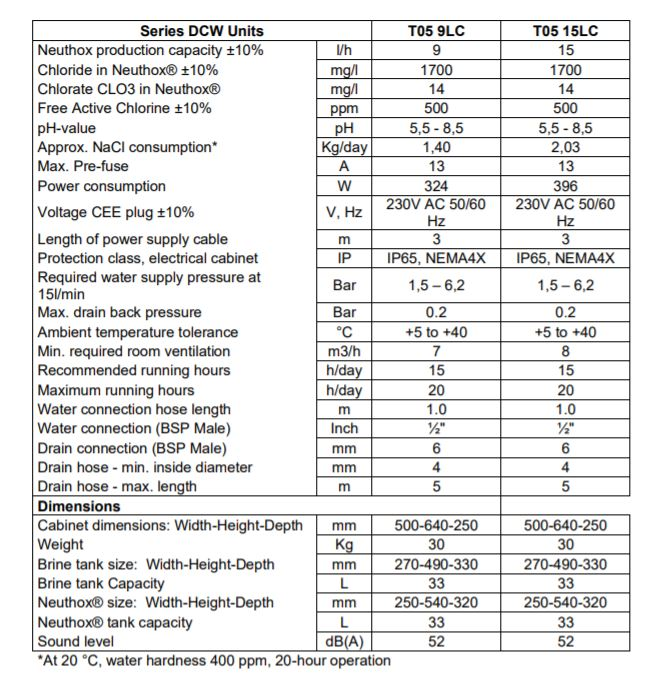 Series DCW Units T05 9LC T05 15LC
Neuthox production capacity ±10% l/h 9 15
Chloride in Neuthox® ±10% mg/l 1700 1700
Chlorate CLO3 in Neuthox® mg/l 14 14
Free Active Chlorine ±10% ppm 500 500
pH-value pH 5,5 - 8,5 5,5 - 8,5
Approx. NaCl consumption* Kg/day 1,40 2,03
Max. Pre-fuse A 13 13
Power consumption W 324 396
Voltage CEE plug ±10% V, Hz 230V AC 50/60 Hz 230V AC 50/60 Hz
Length of power supply cable m 3 3
Protection class, electrical cabinet IP IP65, NEMA4X IP65, NEMA4X
Required water supply pressure at
15l/min Bar 1,5 – 6,2 1,5 – 6,2
Max. drain back pressure Bar 0.2 0.2
Ambient temperature tolerance °C +5 to +40 +5 to +40
Min. required room ventilation m3/h 7 8
Recommended running hours h/day 15 15
Maximum running hours h/day 20 20
Water connection hose length m 1.0 1.0
Water connection (BSP Male) Inch ½" ½"
Drain connection (BSP Male) mm 6 6
Drain hose - min. inside diameter mm 4 4
Drain hose - max. length m 5 5
Dimensions
Cabinet dimensions: Width-Height-Depth mm 500-640-250 500-640-250
Weight Kg 30 30
Brine tank size: Width-Height-Depth mm 270-490-330 270-490-330
Brine tank Capacity L 33 33
Neuthox® size: Width-Height-Depth mm 250-540-320 250-540-320
Neuthox® tank capacity L 33 33
Sound level dB(A) 52 52
*At 20 °C, water hardness 400 ppm, 20-hour operation